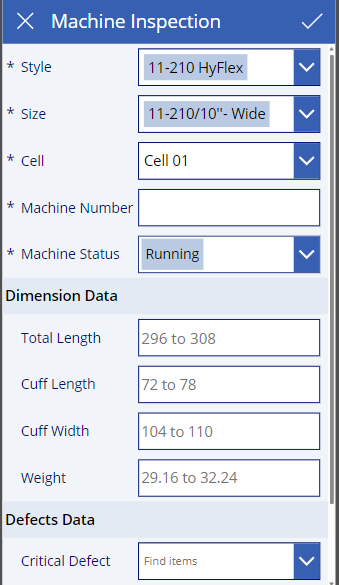 Machine Inspection
* Style 11-210 HyFlex
* Size 11-210/10"- Wide
* Cell Cell 01
* Machine Number
* Machine Status Running
Dimension Data
Total Length 296 to 308
Cuff Length 72 to 78
Cuff Width 104 to 110
Weight 29.16 to 32.24
Defects Data
Critical Defect Find items